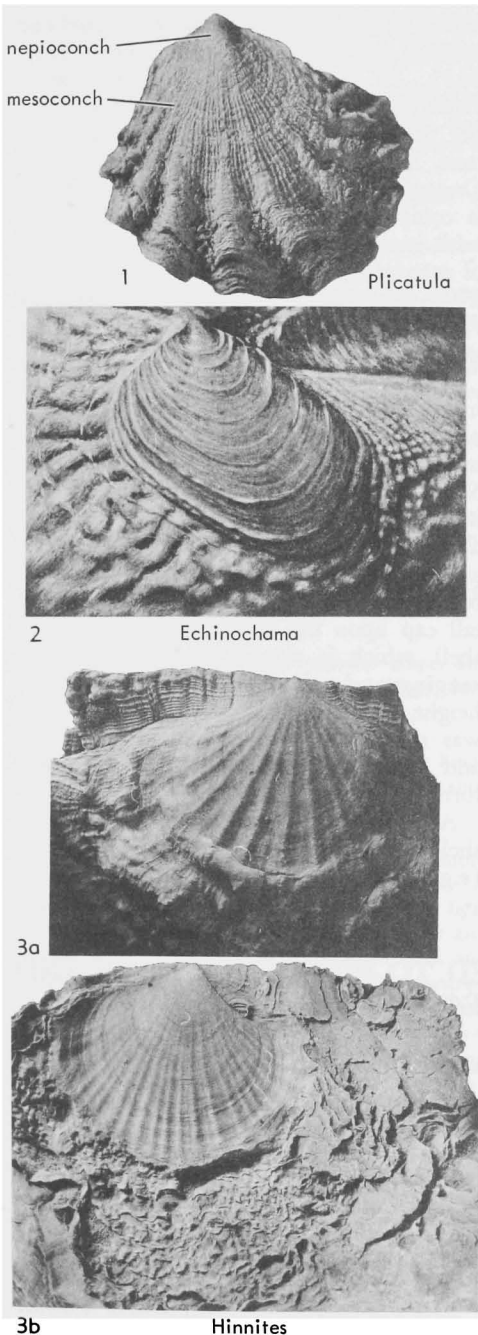 nepioconch
mesoconch
1 Plicatula
2 Echinochama
3a
3b Hinnites